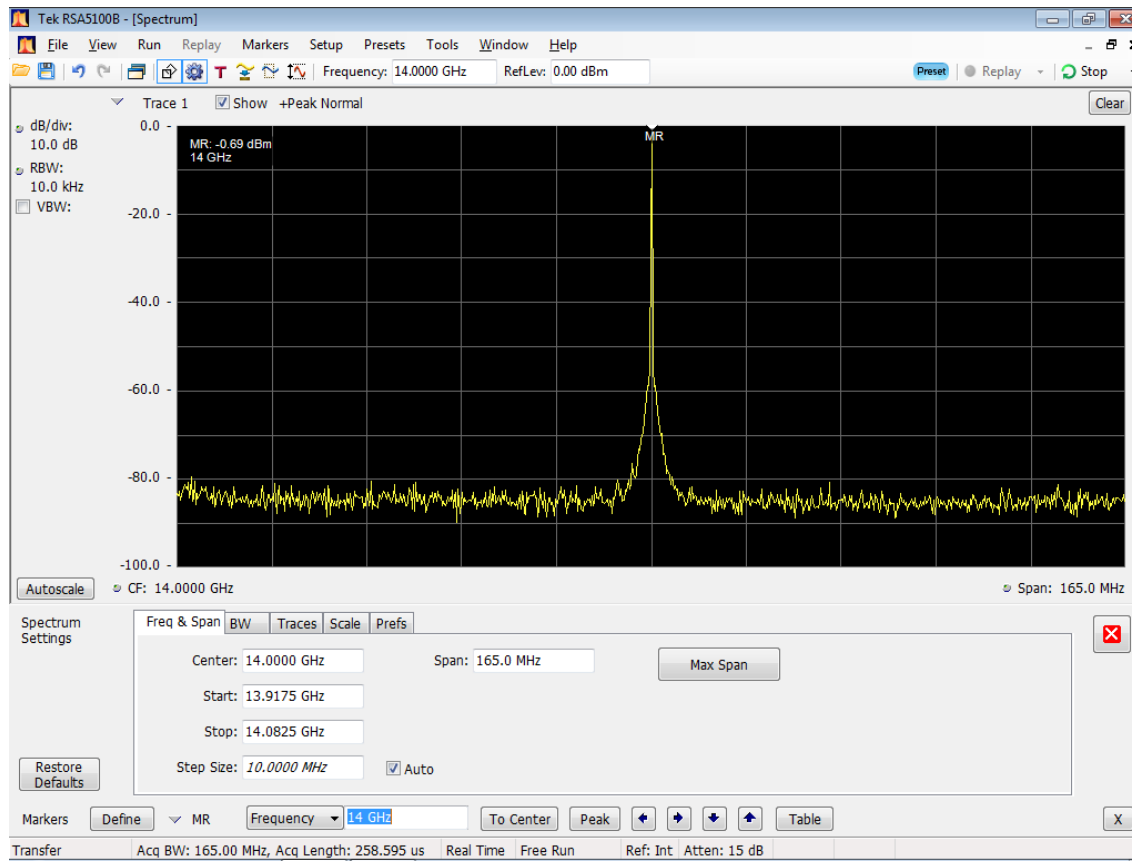 Tek RSA5100B - [Spectrum]
File View Run Replay Markers Setup Presets Tools Window Help
T Frequency: 14.0000 GHz RefLev: 0.00 dBm Preset Replay Stop
Trace 1 Show +Peak Normal Clear
dB/div:
10.0 dB
RBW:
10.0 kHz
VBW:
0.0
-20.0
-40.0
-60.0
-80.0
-100.0
MR: -0.69 dBm
14 GHz
MR
Autoscale CF: 14.0000 GHz Span: 165.0 MHz
Spectrum
Settings
Freq & Span BW Traces Scale Prefs
Center: 14.0000 GHz Span: 165.0 MHz Max Span
Start: 13.9175 GHz
Stop: 14.0825 GHz
Step Size: 10.0000 MHz Auto
Restore
Defaults
Markers Define MR Frequency 14 GHz To Center Peak Table X
Transfer Acq BW: 165.00 MHz, Acq Length: 258.595 us Real Time Free Run Ref: Int Atten: 15 dB